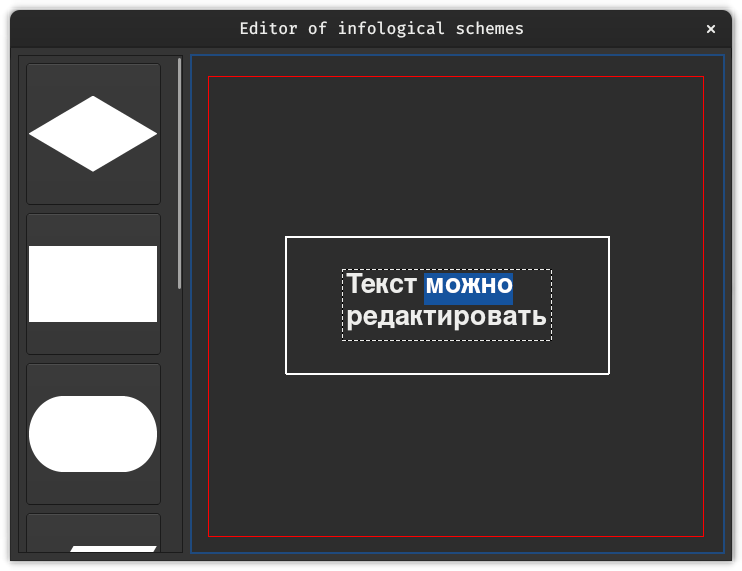 Editor of infological schemes
Текст можно
редактировать